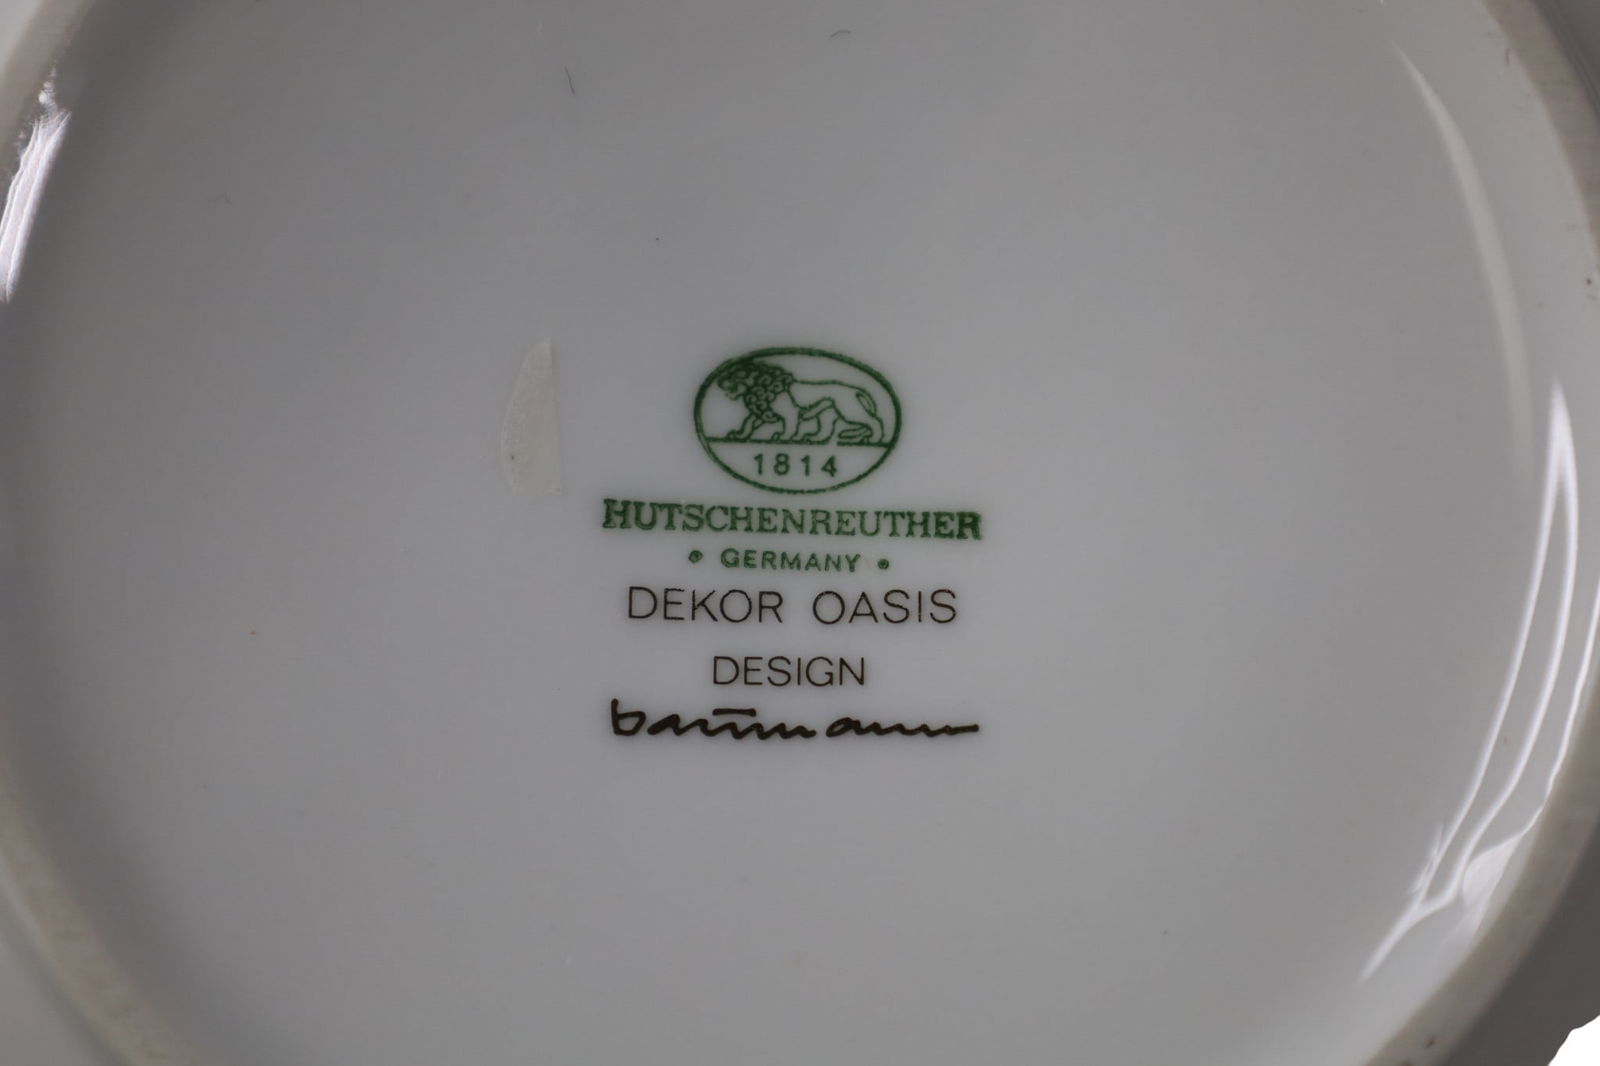 1814
HUTSCHENREUTHER
• GERMANY •
DEKOR OASIS
DESIGN
baumann